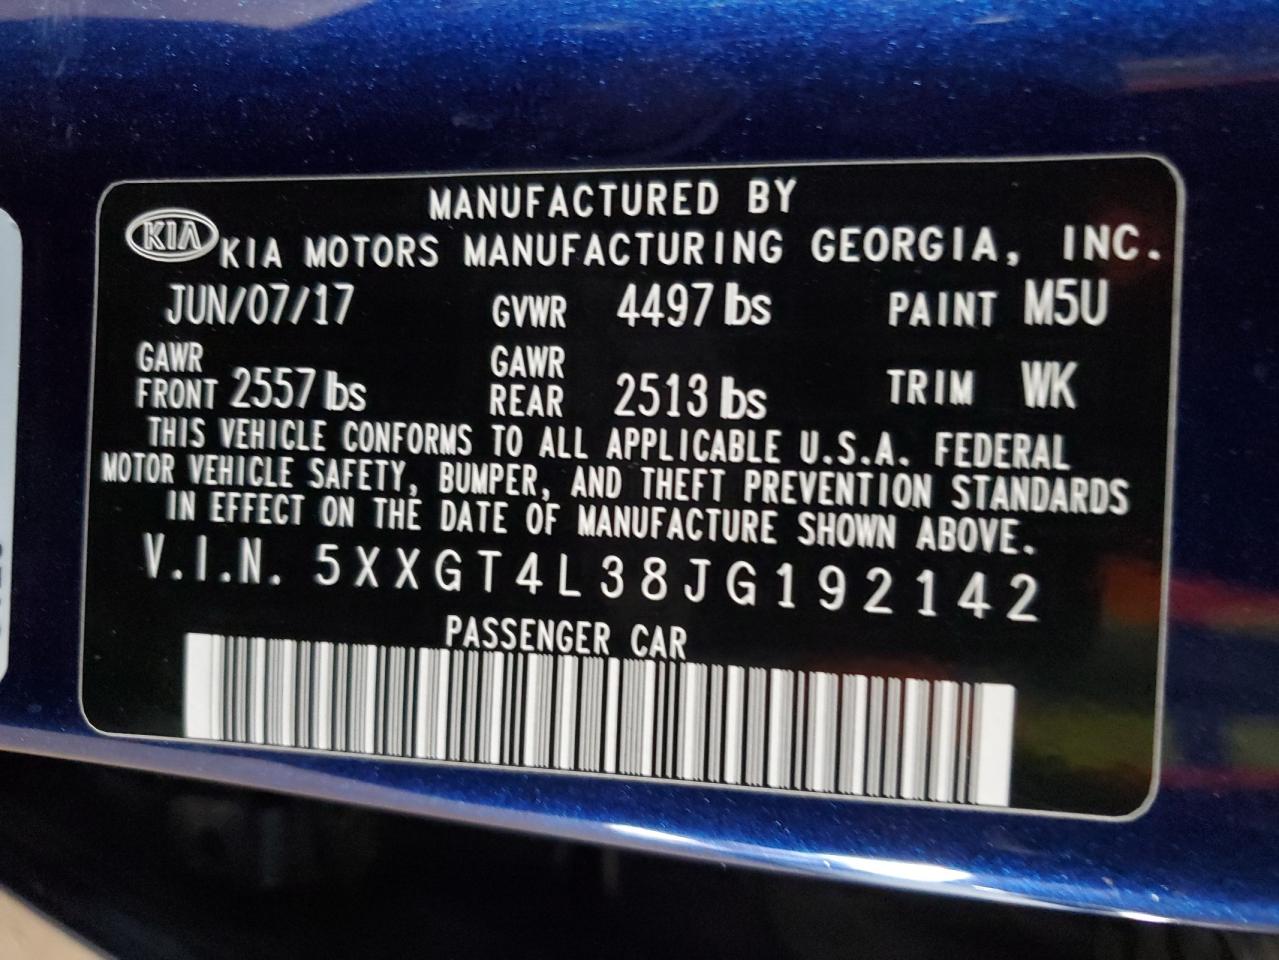 MANUFACTURED BY
KIA KIA MOTORS MANUFACTURING GEORGIA, INC.
JUN/07/17 GVWR 4497 lbs PAINT M5U
GAWR FRONT 2557 lbs GAWR REAR 2513 lbs TRIM WK
THIS VEHICLE CONFORMS TO ALL APPLICABLE U.S.A. FEDERAL
MOTOR VEHICLE SAFETY, BUMPER, AND THEFT PREVENTION STANDARDS
IN EFFECT ON THE DATE OF MANUFACTURE SHOWN ABOVE.
V.I.N. 5XXGT4L38JG192142
PASSENGER CAR